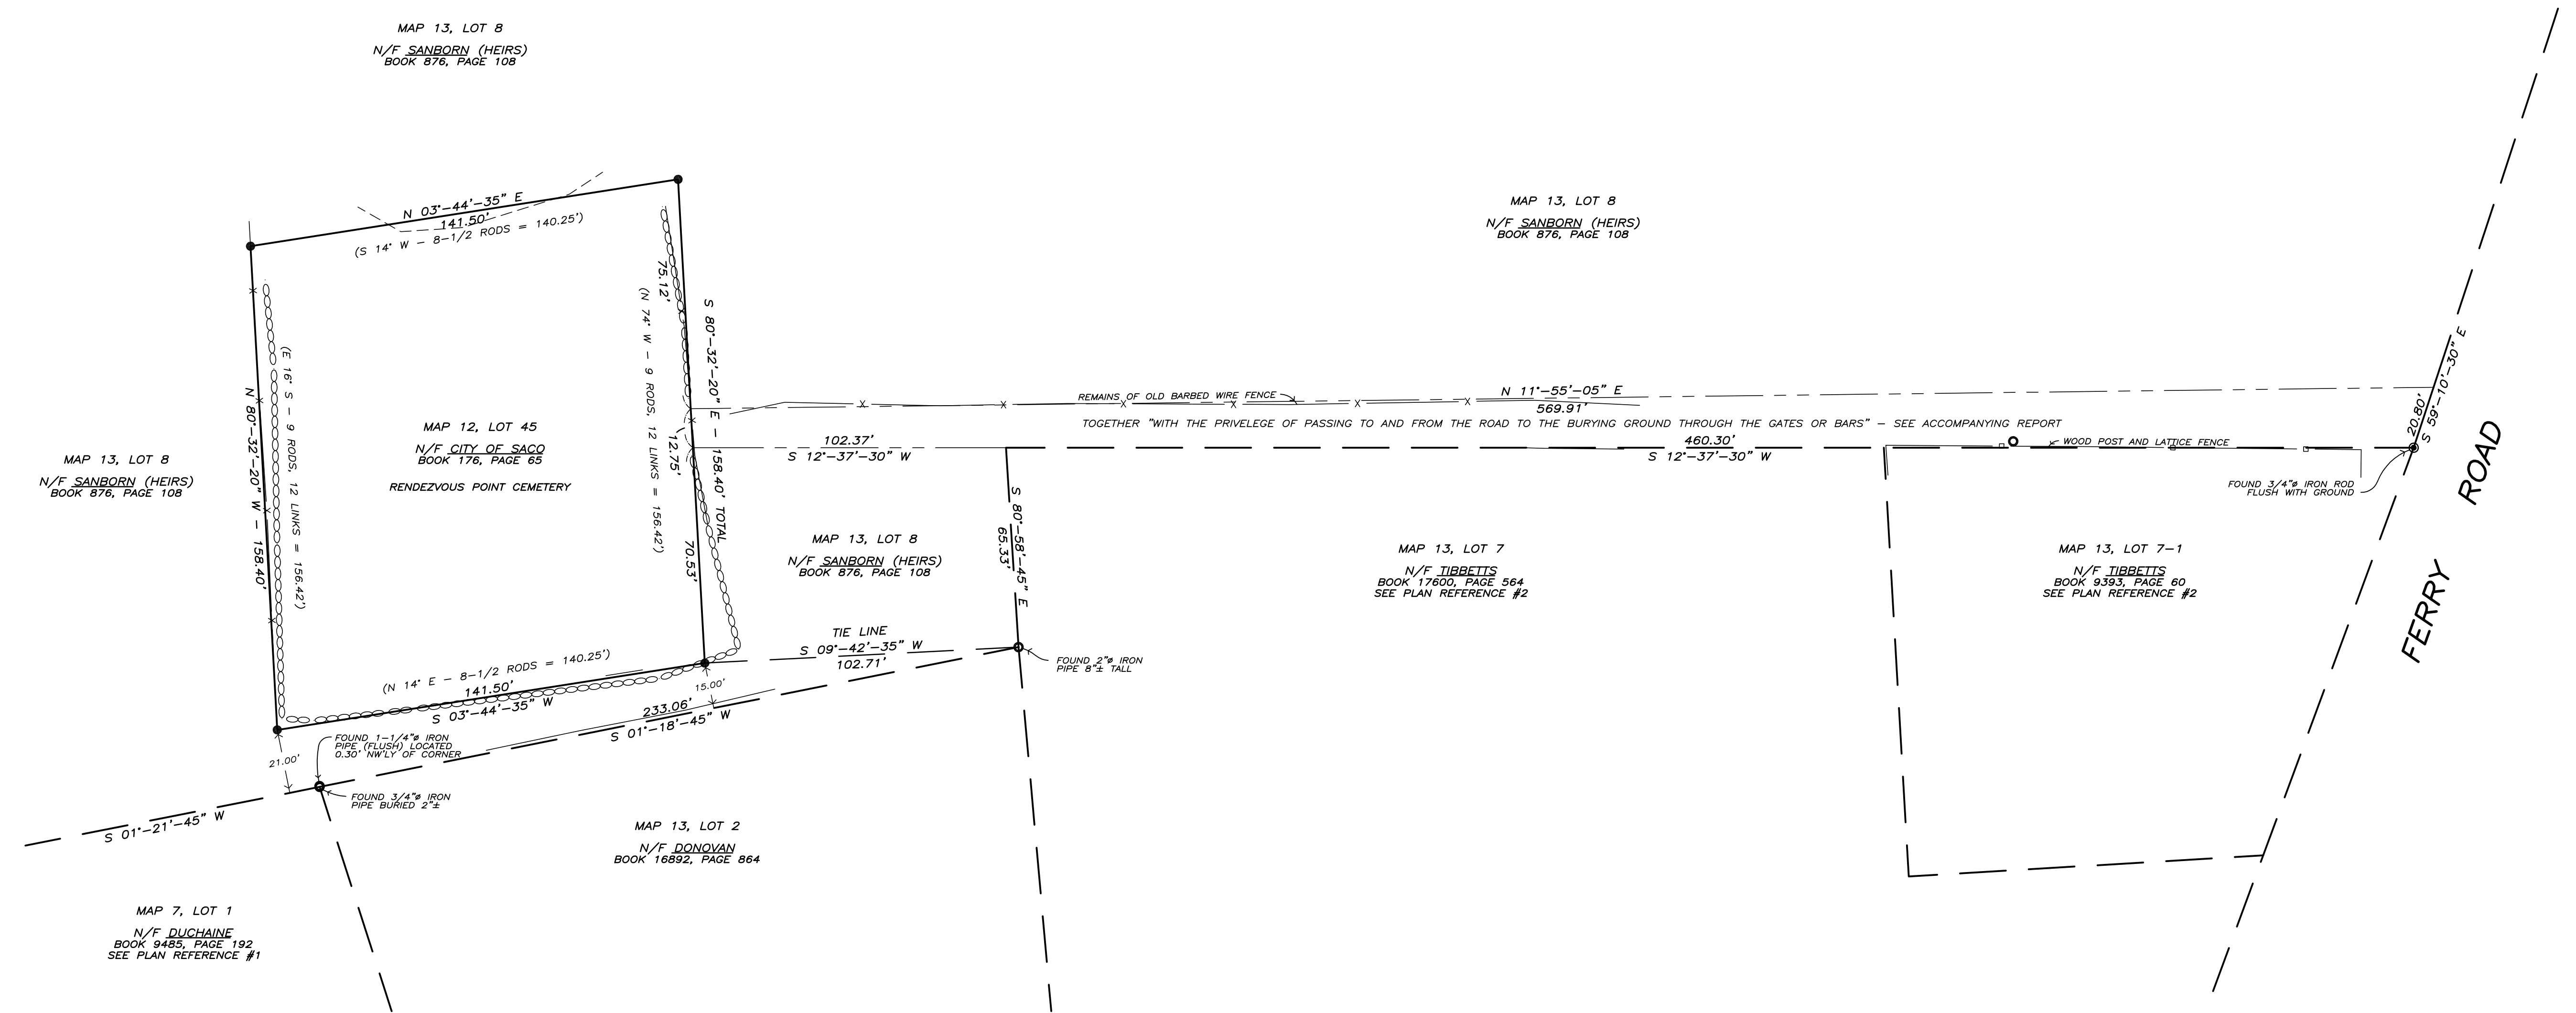 MAP 13, LOT 8
N/F SANBORN (HEIRS)
BOOK 876, PAGE 108
MAP 13, LOT 8
N/F SANBORN (HEIRS)
BOOK 876, PAGE 108
N 03°-44'-35" E
141.50'
(S 14° W - 8-1/2 RODS = 140.25')
75.12'
(N 74° W - 9 RODS, 12 LINKS = 156.42')
S 80°-32'-20" E - 158.40' TOTAL
12.75'
70.53'
(E 16° S - 9 RODS, 12 LINKS = 156.42')
N 80°-32'-20" W - 158.40'
MAP 13, LOT 8
N/F SANBORN (HEIRS)
BOOK 876, PAGE 108
MAP 12, LOT 45
N/F CITY OF SACO
BOOK 176, PAGE 65
RENDEZVOUS POINT CEMETERY
REMAINS OF OLD BARBED WIRE FENCE
N 11°-55'-05" E
569.91'
TOGETHER "WITH THE PRIVELEGE OF PASSING TO AND FROM THE ROAD TO THE BURYING GROUND THROUGH THE GATES OR BARS" - SEE ACCOMPANYING REPORT
102.37'
S 12°-37'-30" W
460.30'
S 12°-37'-30" W
WOOD POST AND LATTICE FENCE
20.80'
S 59°-10'-30" E
FOUND 3/4"ø IRON ROD
FLUSH WITH GROUND
FERRY ROAD
S 80°-58'-45" E
65.33'
MAP 13, LOT 8
N/F SANBORN (HEIRS)
BOOK 876, PAGE 108
MAP 13, LOT 7
N/F TIBBETTS
BOOK 17600, PAGE 564
SEE PLAN REFERENCE #2
MAP 13, LOT 7-1
N/F TIBBETTS
BOOK 9393, PAGE 60
SEE PLAN REFERENCE #2
TIE LINE
S 09°-42'-35" W
102.71'
FOUND 2"ø IRON
PIPE 8"± TALL
(N 14° E - 8-1/2 RODS = 140.25')
141.50'
S 03°-44'-35" W
15.00'
233.06'
S 01°-18'-45" W
FOUND 1-1/4"ø IRON
PIPE (FLUSH) LOCATED
0.30' NW'LY OF CORNER
21.00'
FOUND 3/4"ø IRON
PIPE BURIED 2"±
S 01°-21'-45" W
MAP 13, LOT 2
N/F DONOVAN
BOOK 16892, PAGE 864
MAP 7, LOT 1
N/F DUCHAINE
BOOK 9485, PAGE 192
SEE PLAN REFERENCE #1